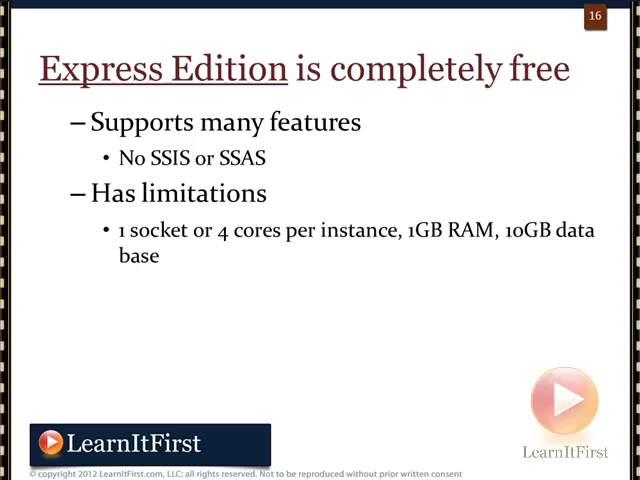 16
Express Edition is completely free
– Supports many features
• No SSIS or SSAS
– Has limitations
• 1 socket or 4 cores per instance, 1GB RAM, 10GB data
base
LearnItFirst
LearnItFirst
© copyright 2012 LearnItFirst.com, LLC: all rights reserved. Not to be reproduced without prior written consent